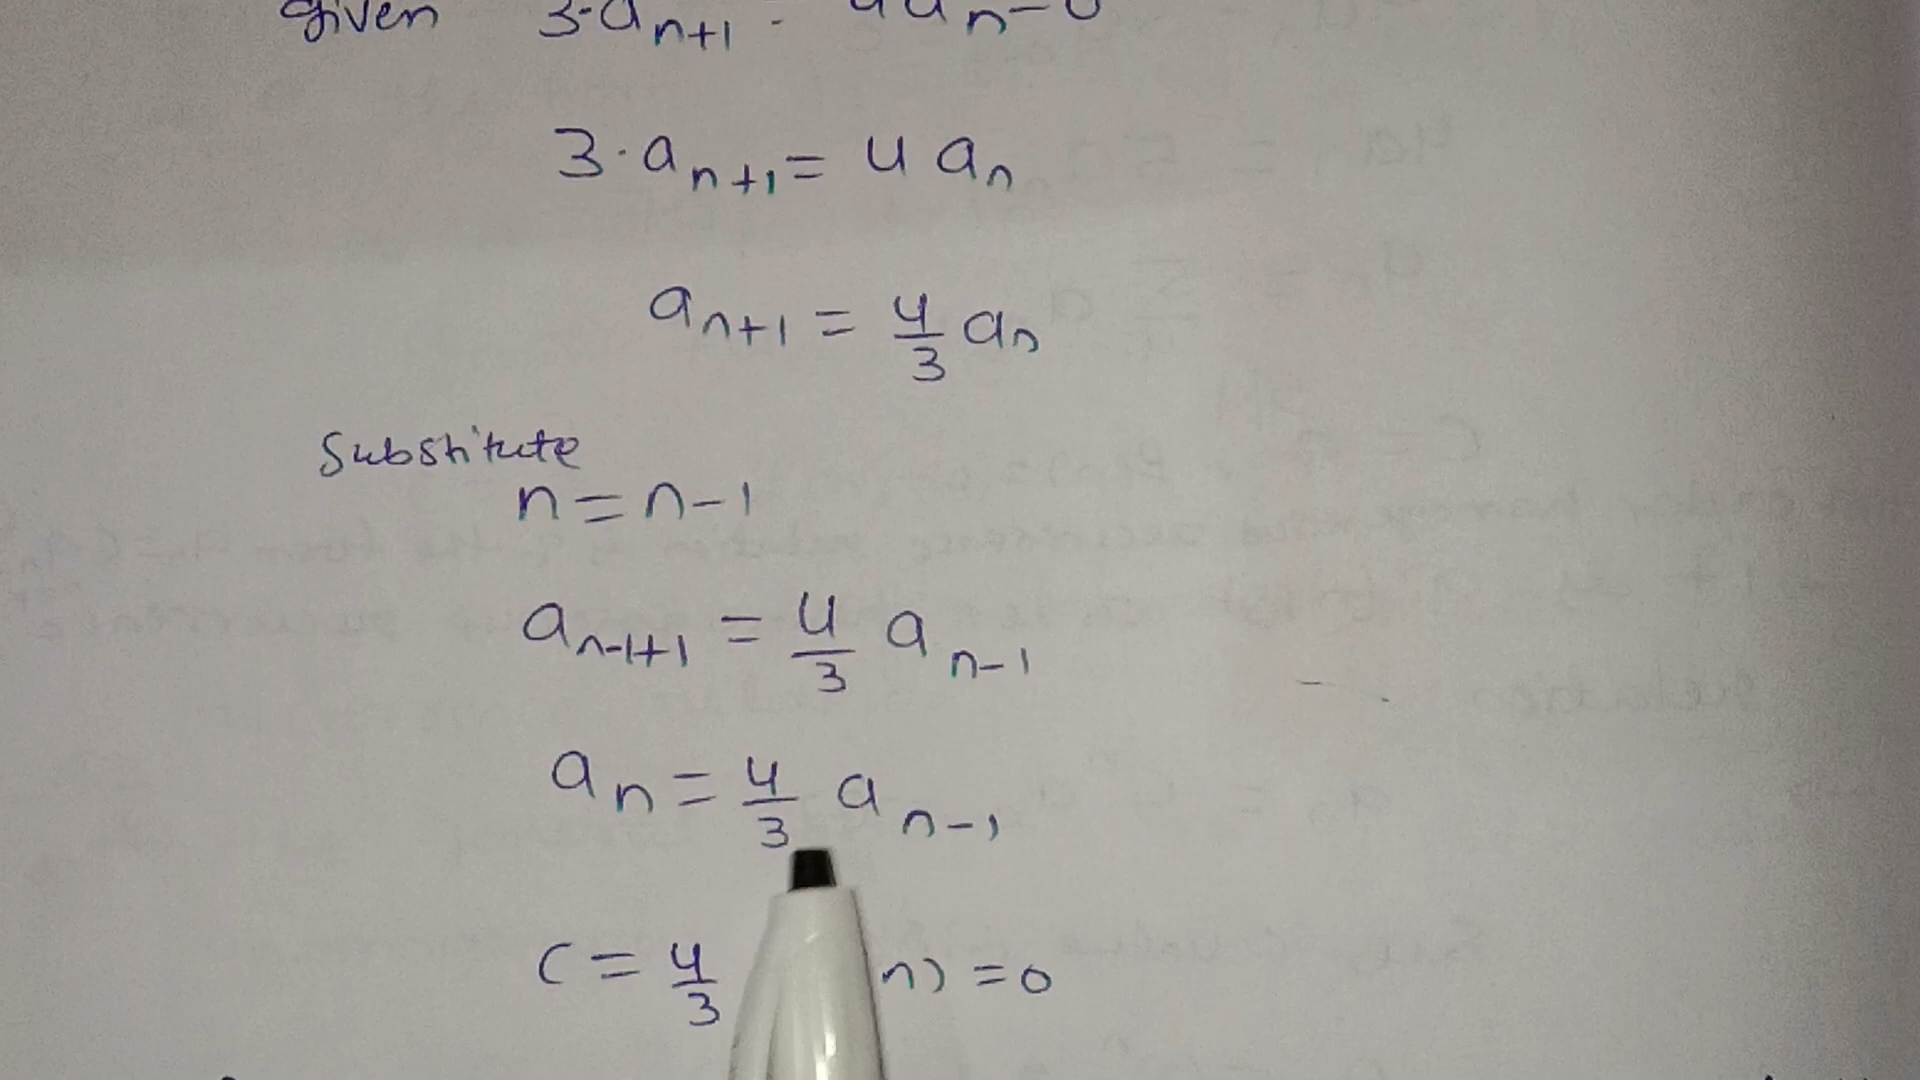 given 3·a_{n+1} = 4a_n - 0
3·a_{n+1} = 4 a_n
a_{n+1} = 4/3 a_n
Substitute
n = n-1
a_{n-1+1} = 4/3 a_{n-1}
a_n = 4/3 a_{n-1}
C = 4/3 n) = 0